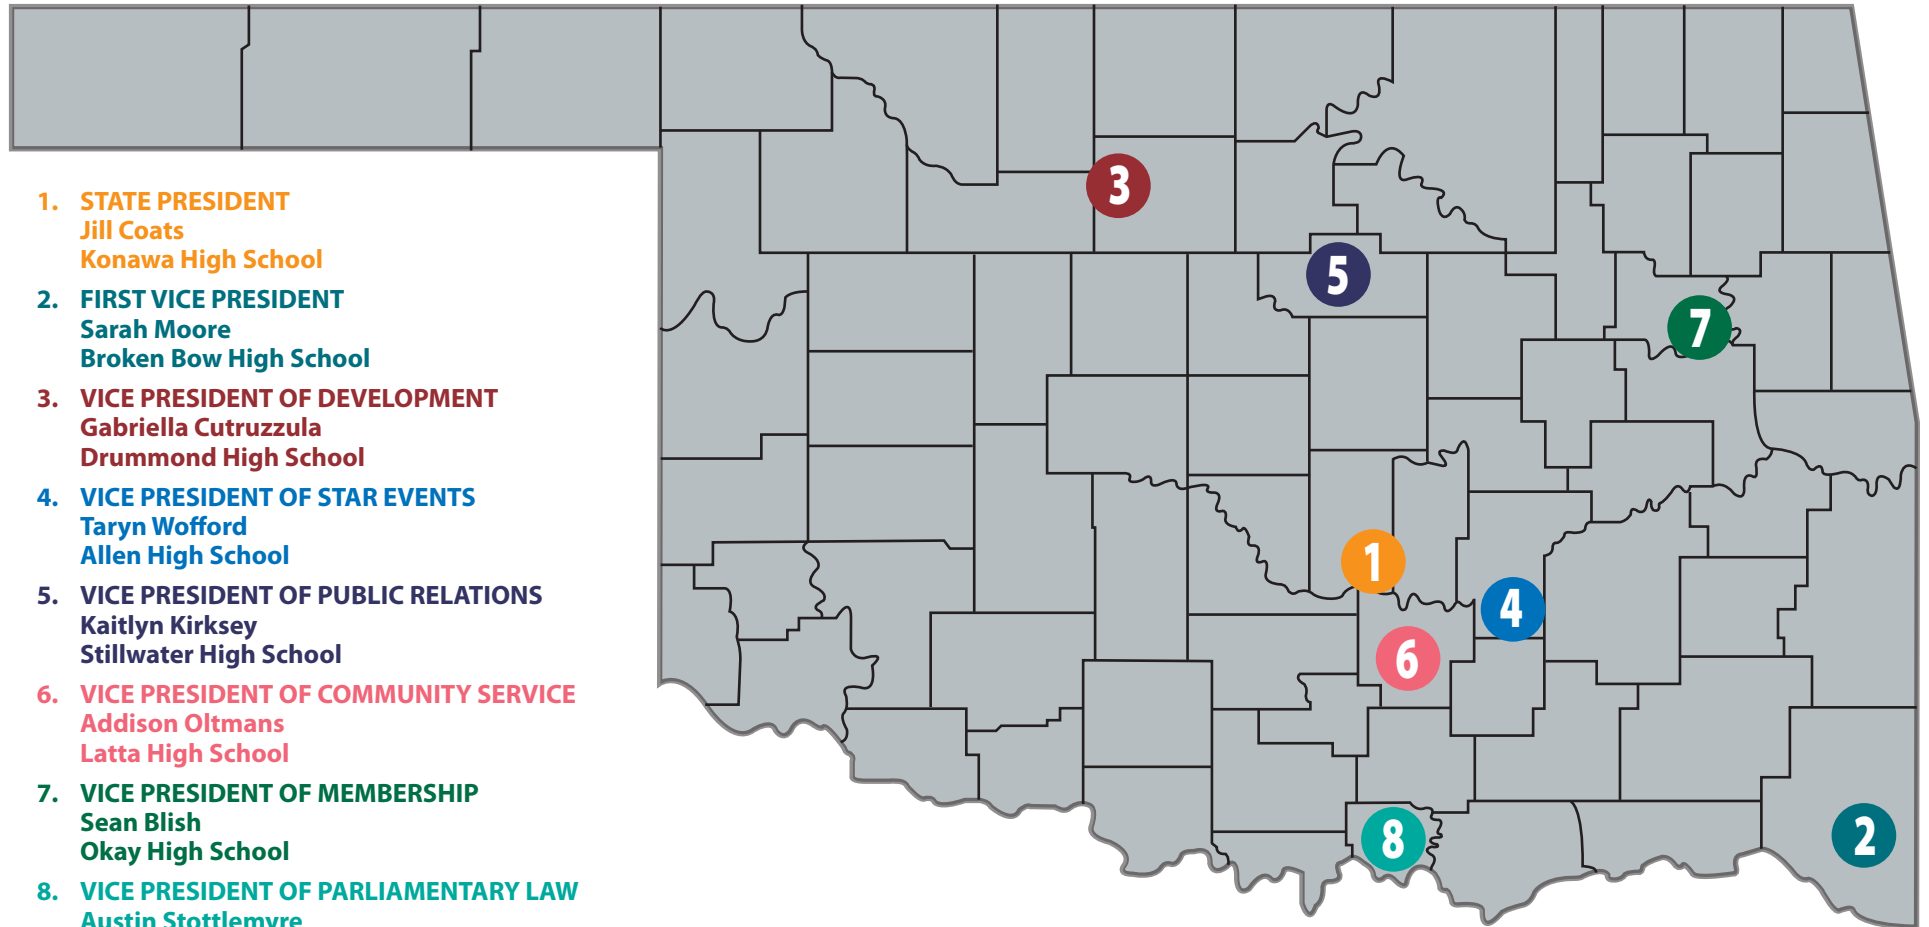 1. STATE PRESIDENT
Jill Coats
Konawa High School
2. FIRST VICE PRESIDENT
Sarah Moore
Broken Bow High School
3. VICE PRESIDENT OF DEVELOPMENT
Gabriella Cutruzzula
Drummond High School
4. VICE PRESIDENT OF STAR EVENTS
Taryn Wofford
Allen High School
5. VICE PRESIDENT OF PUBLIC RELATIONS
Kaitlyn Kirksey
Stillwater High School
6. VICE PRESIDENT OF COMMUNITY SERVICE
Addison Oltmans
Latta High School
7. VICE PRESIDENT OF MEMBERSHIP
Sean Blish
Okay High School
8. VICE PRESIDENT OF PARLIAMENTARY LAW
Austin Stottlemyre
3
5
7
1
4
6
8
2